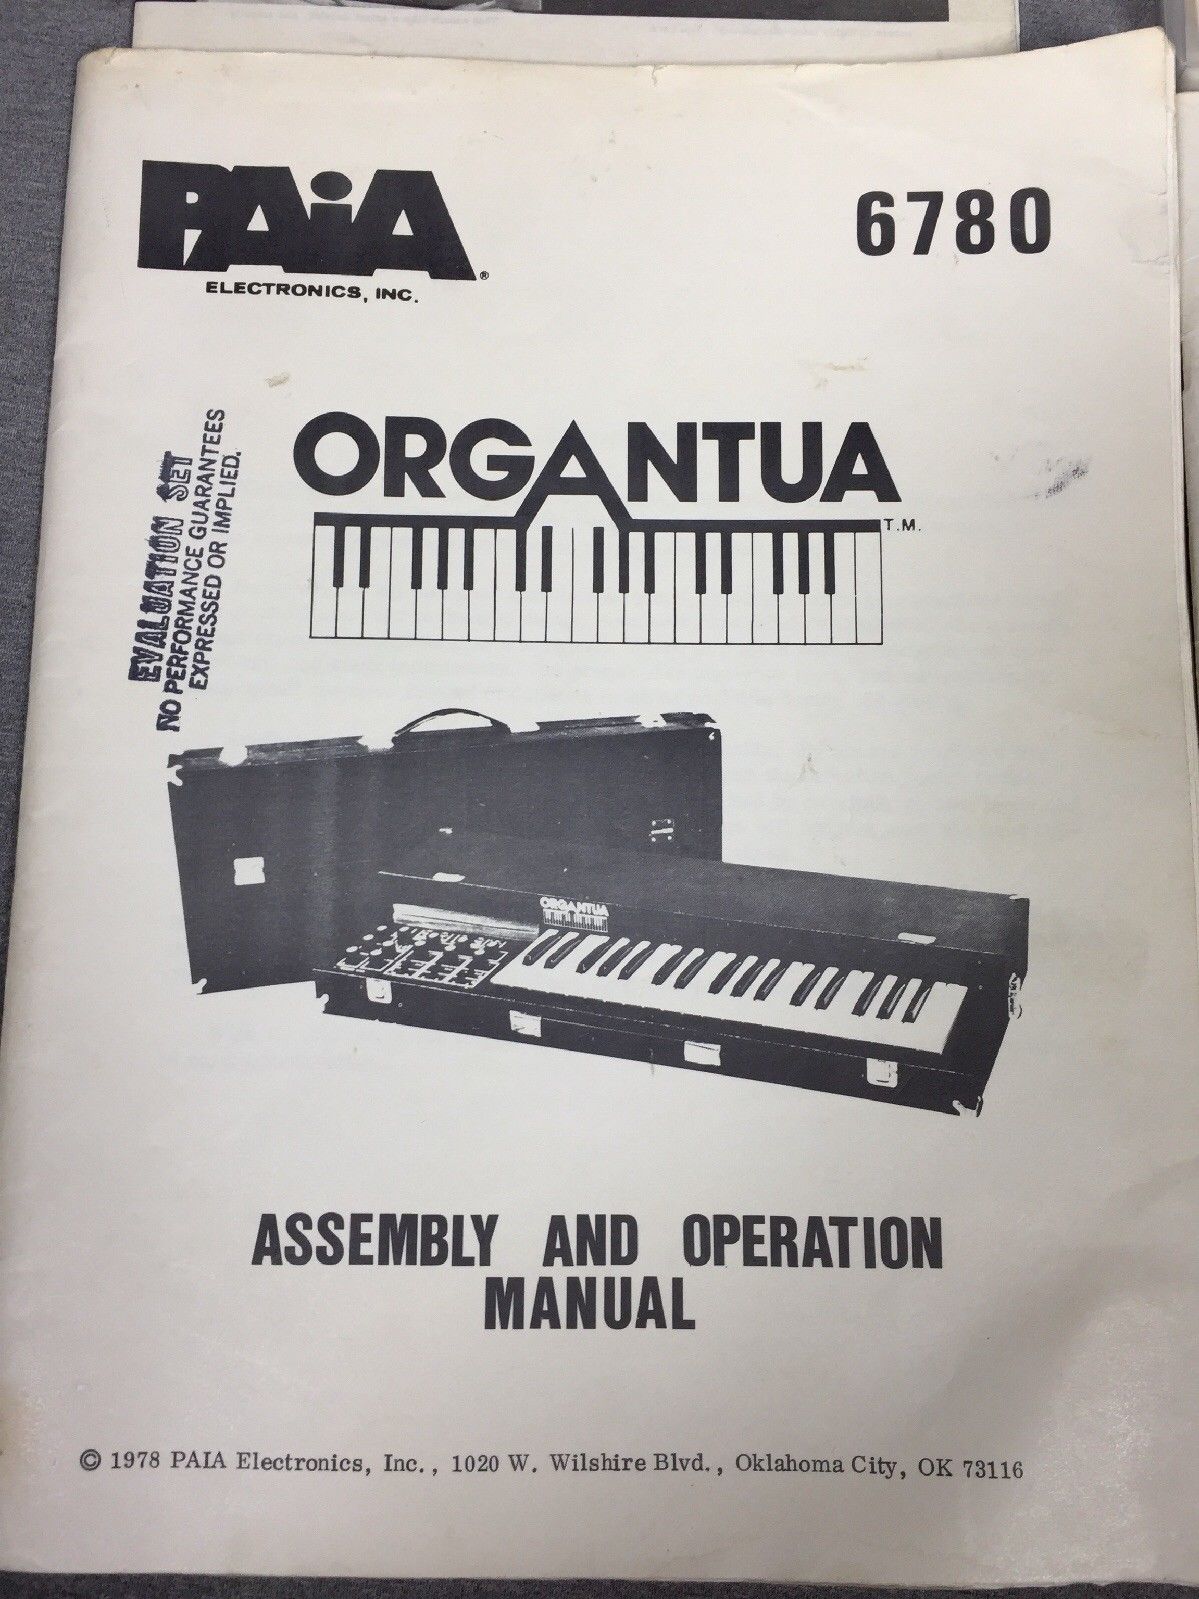 PAiA®
6780
ELECTRONICS, INC.
ORGANTUA
T.M.
EVALUATION SET
NO PERFORMANCE GUARANTEES
EXPRESSED OR IMPLIED.
ORGANTUA
ASSEMBLY AND OPERATION
MANUAL
© 1978 PAIA Electronics, Inc., 1020 W. Wilshire Blvd., Oklahoma City, OK 73116